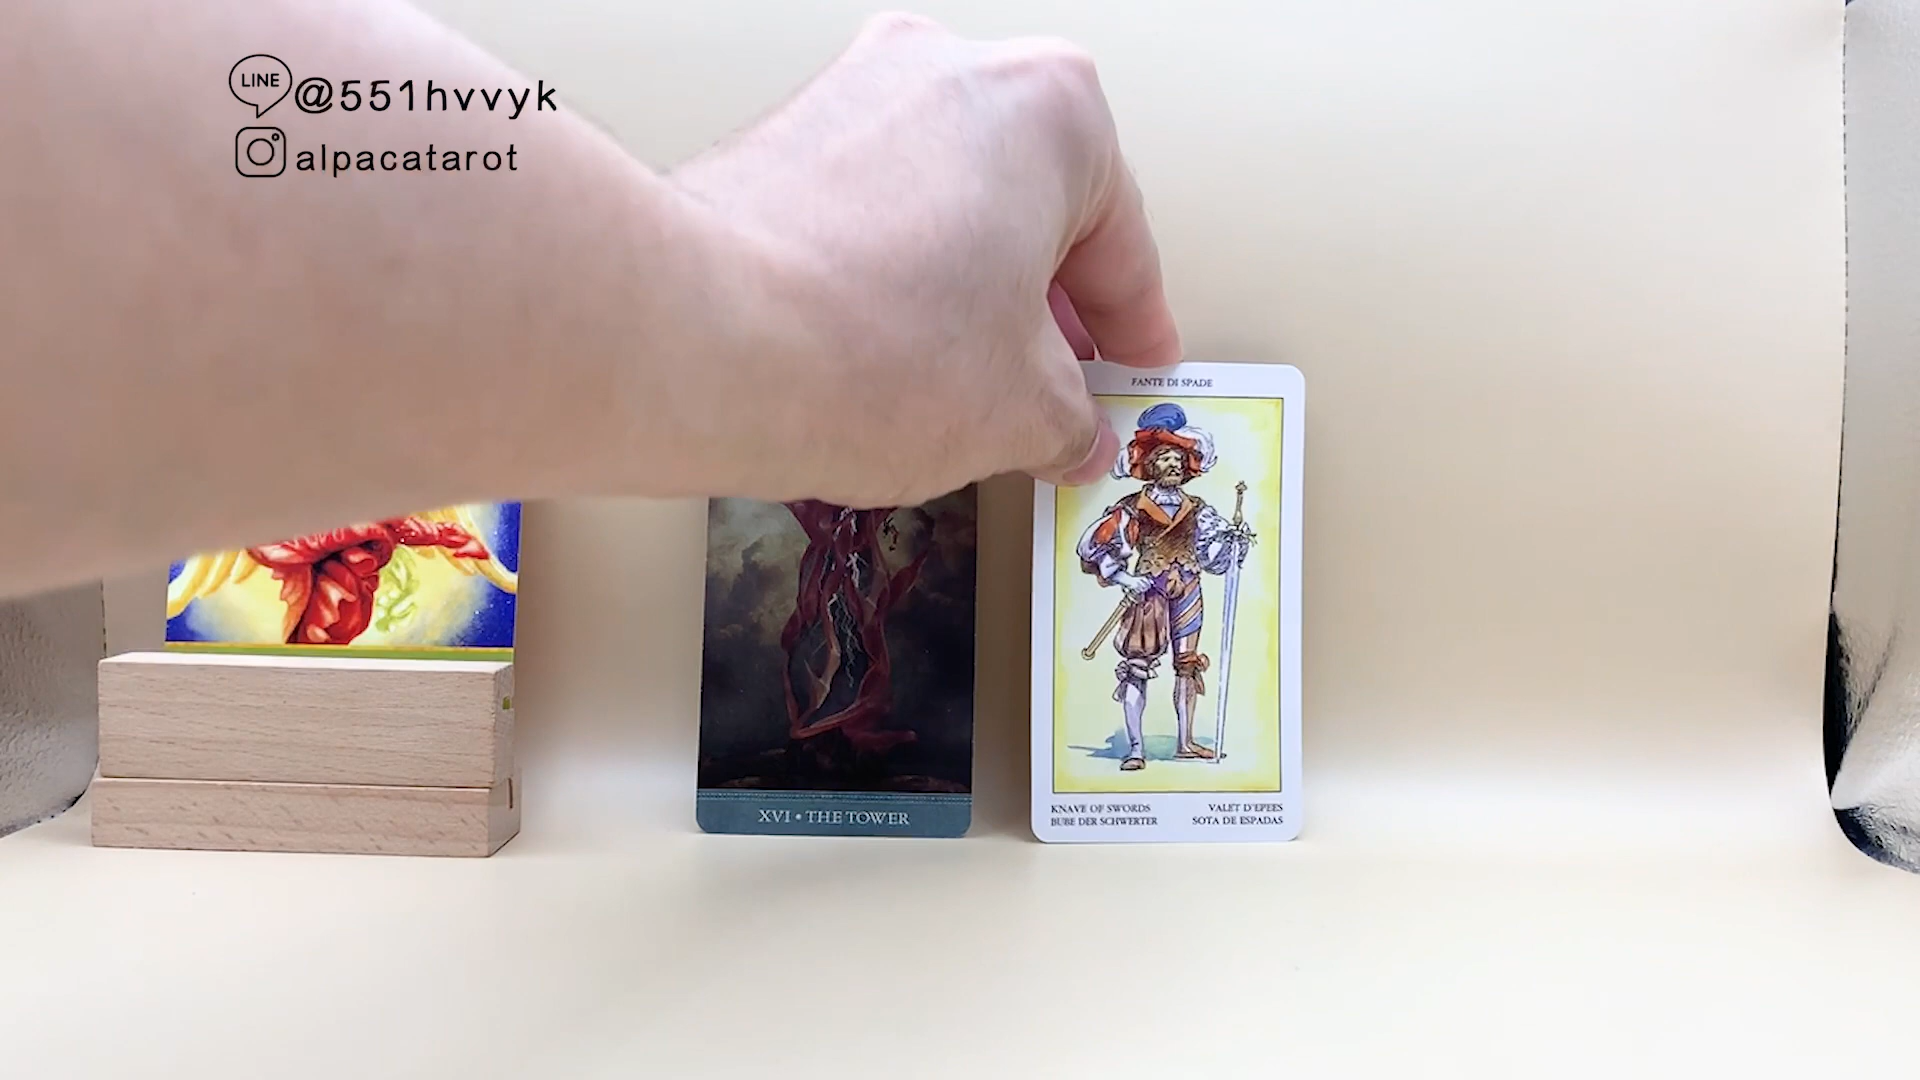 LINE @551hvvyk
alpacatarot
FANTE DI SPADE
XVI • THE TOWER
KNAVE OF SWORDS
BUBE DER SCHWERTER
VALET D'EPEES
SOTA DE ESPADAS